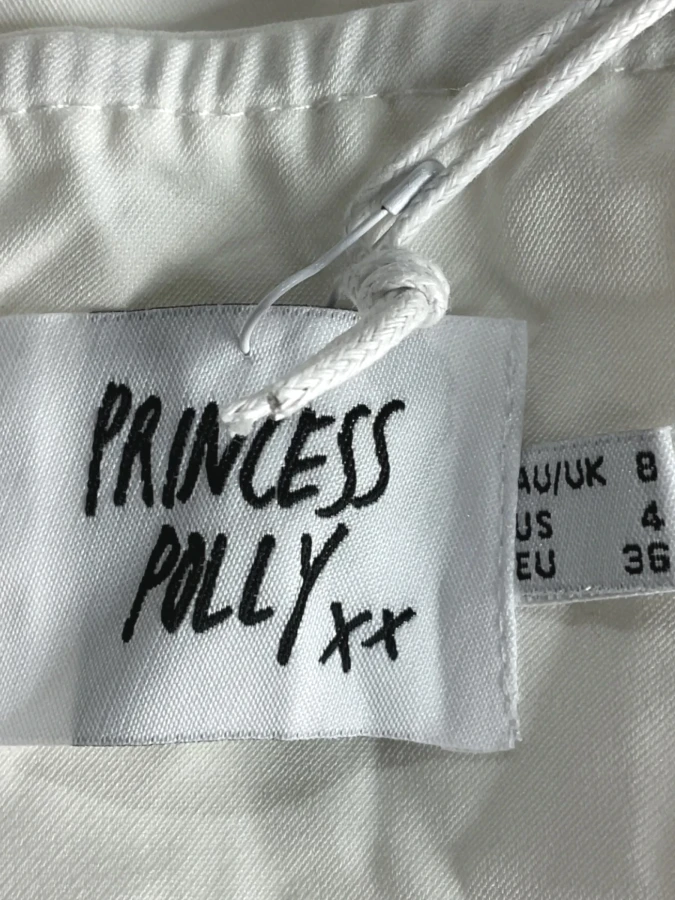 PRINCESS
POLLY xx
AU/UK 8
US 4
EU 36